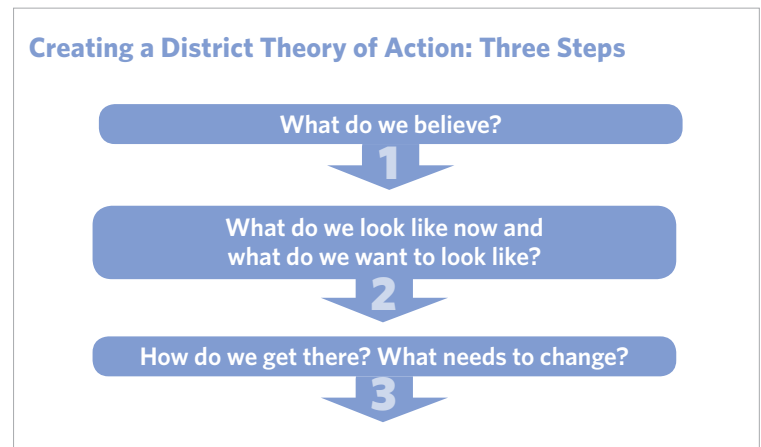 Creating a District Theory of Action: Three Steps
What do we believe?
1
What do we look like now and
what do we want to look like?
2
How do we get there? What needs to change?
3